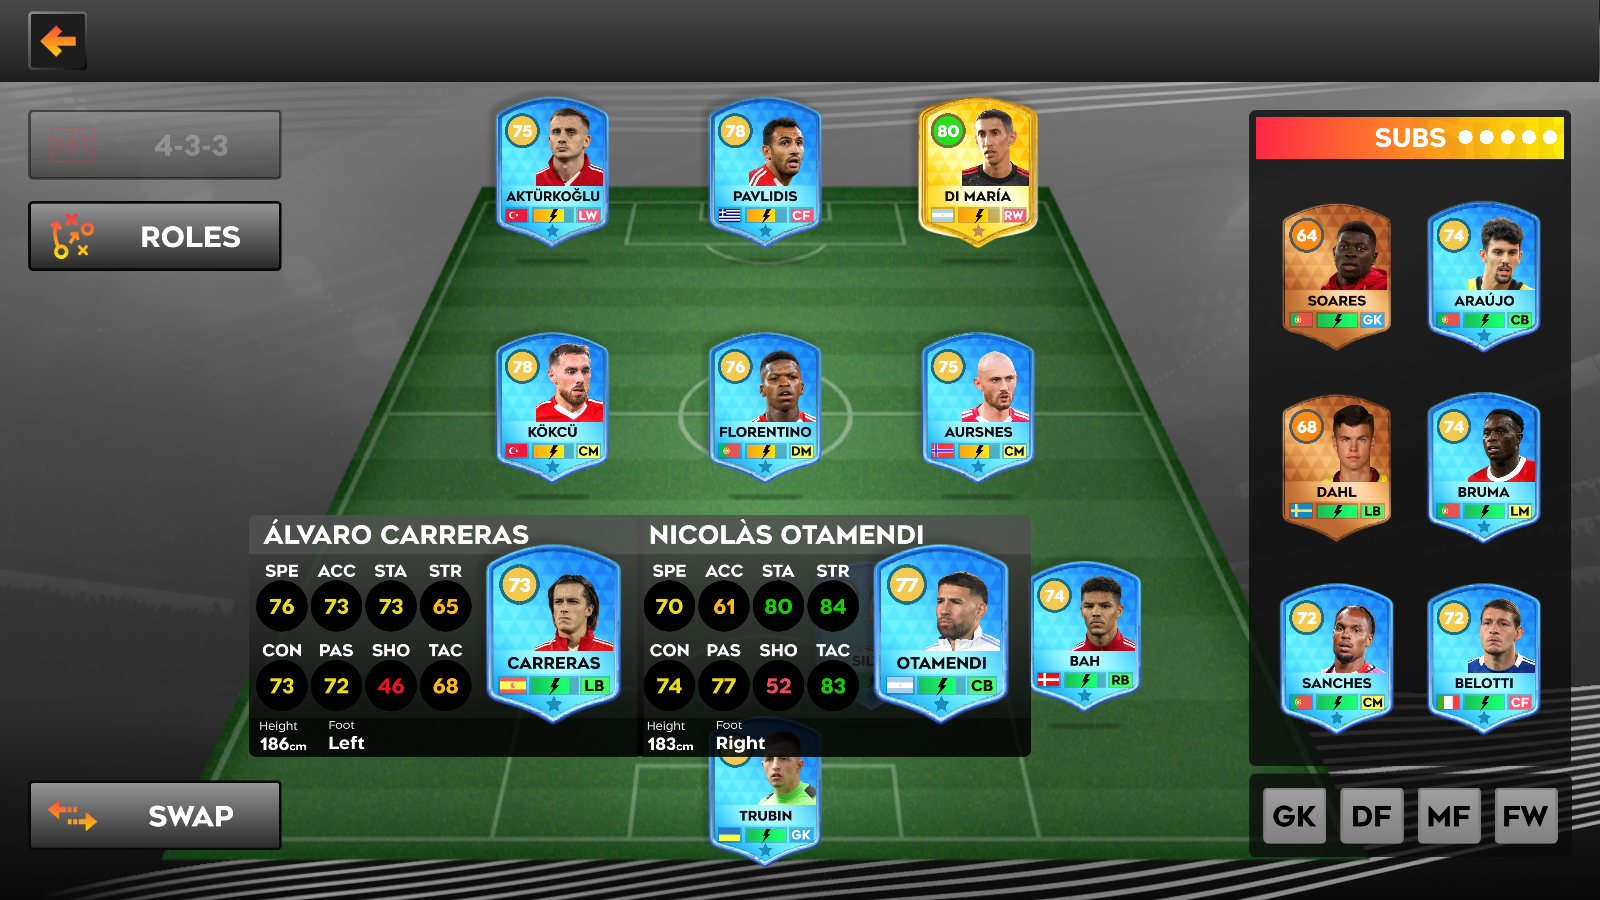 4-3-3
ROLES
75
AKTÜRKOĞLU
LW
78
PAVLIDIS
CF
80
DI MARÍA
RW
78
KÖKCÜ
CM
76
FLORENTINO
DM
75
AURSNES
CM
ÁLVARO CARRERAS
SPE ACC STA STR
76 73 73 65
CON PAS SHO TAC
73 72 46 68
Height Foot
186cm Left
73
CARRERAS
LB
NICOLÀS OTAMENDI
SPE ACC STA STR
70 61 80 84
CON PAS SHO TAC
74 77 52 83
Height Foot
183cm Right
77
OTAMENDI
CB
74
BAH
RB
TRUBIN
GK
SWAP
SUBS
64
SOARES
GK
74
ARAÚJO
CB
68
DAHL
LB
74
BRUMA
LM
72
SANCHES
CM
72
BELOTTI
CF
GK DF MF FW